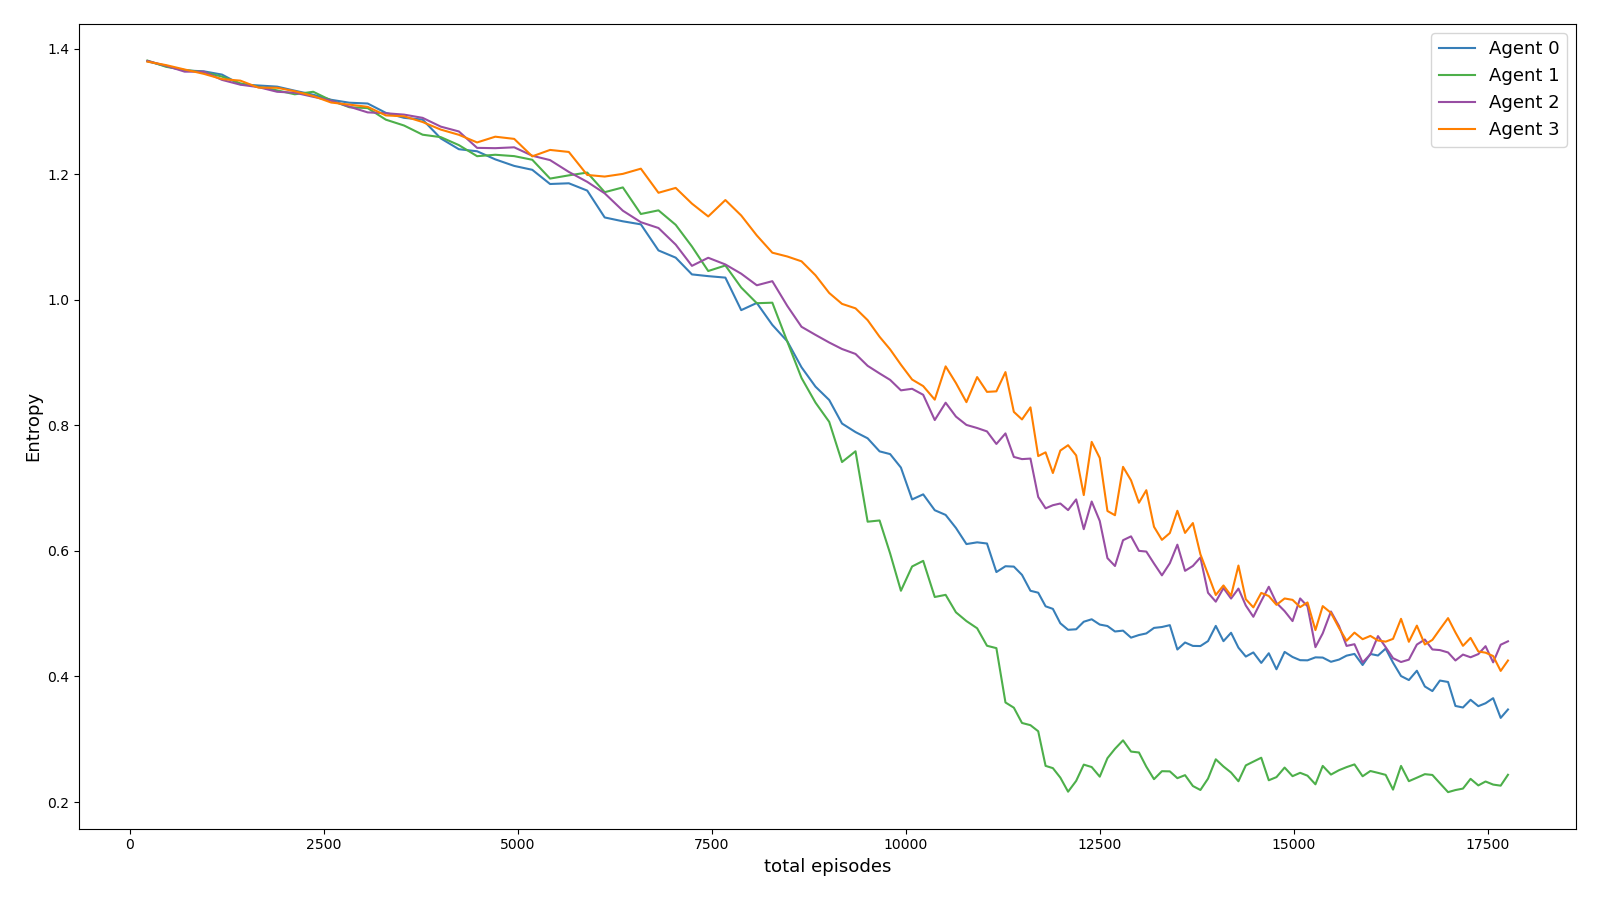 Agent 0
Agent 1
Agent 2
Agent 3
1.4
1.2
1.0
0.8
0.6
0.4
0.2
Entropy
0 2500 5000 7500 10000 12500 15000 17500
total episodes